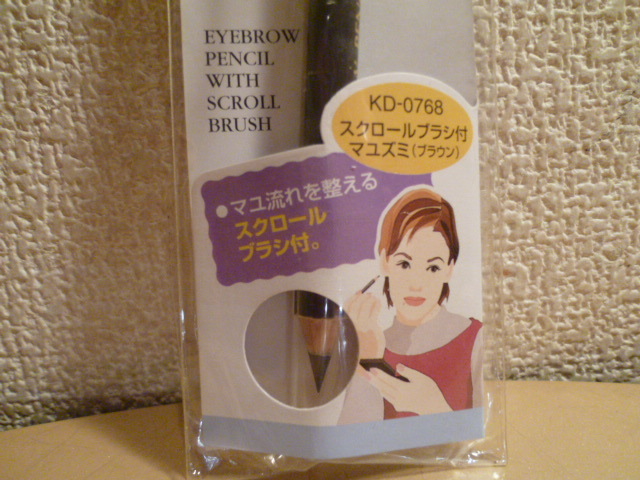 EYEBROW
PENCIL
WITH
SCROLL
BRUSH
KD-0768
スクロールブラシ付
マユズミ(ブラウン)
●マユ流れを整える
スクロール
ブラシ付。